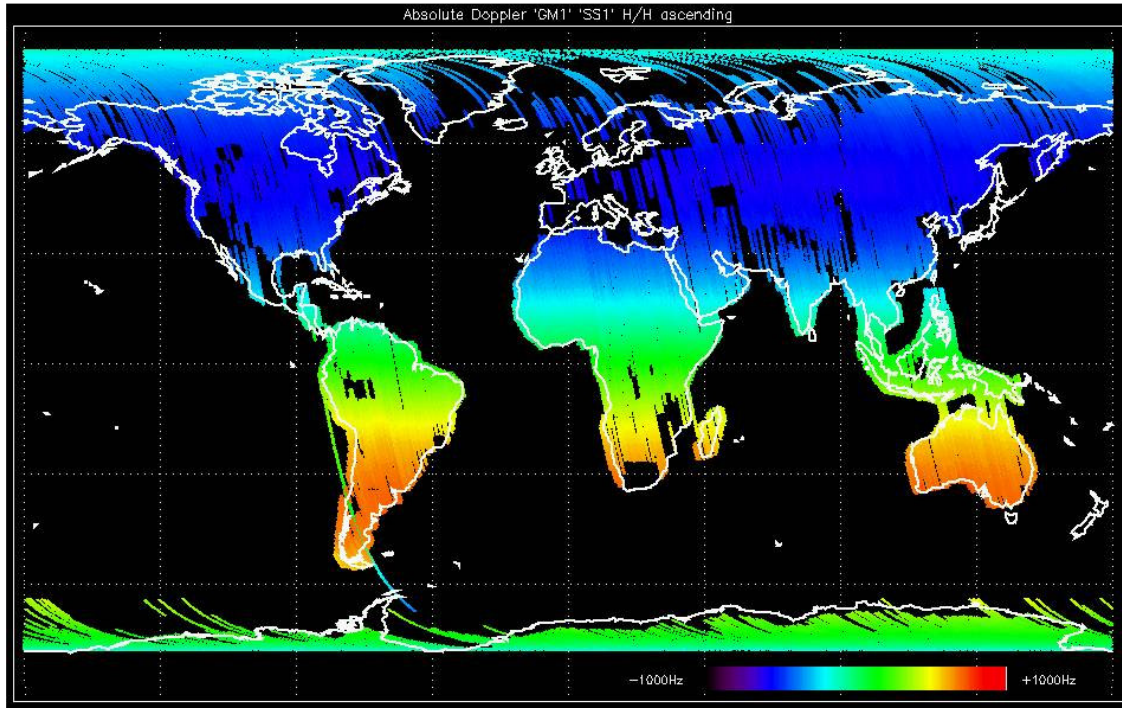 Absolute Doppler 'GM1' 'SS1' H/H ascending
-1000Hz +1000Hz